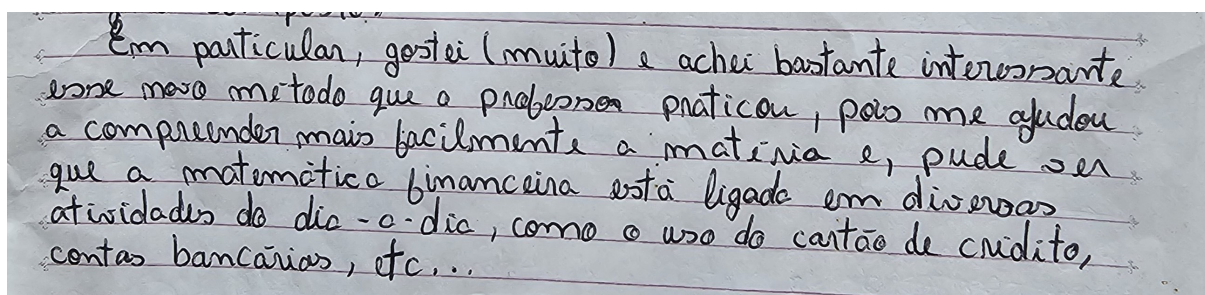 Em particular, gostei (muito) e achei bastante interessante
esse novo método que o professor praticou, pois me ajudou
a compreender mais facilmente a matéria e, pude ser
que a matemática financeira está ligada em diversas
atividades do dia-a-dia, como o uso do cartão de crédito,
contas bancárias, etc...